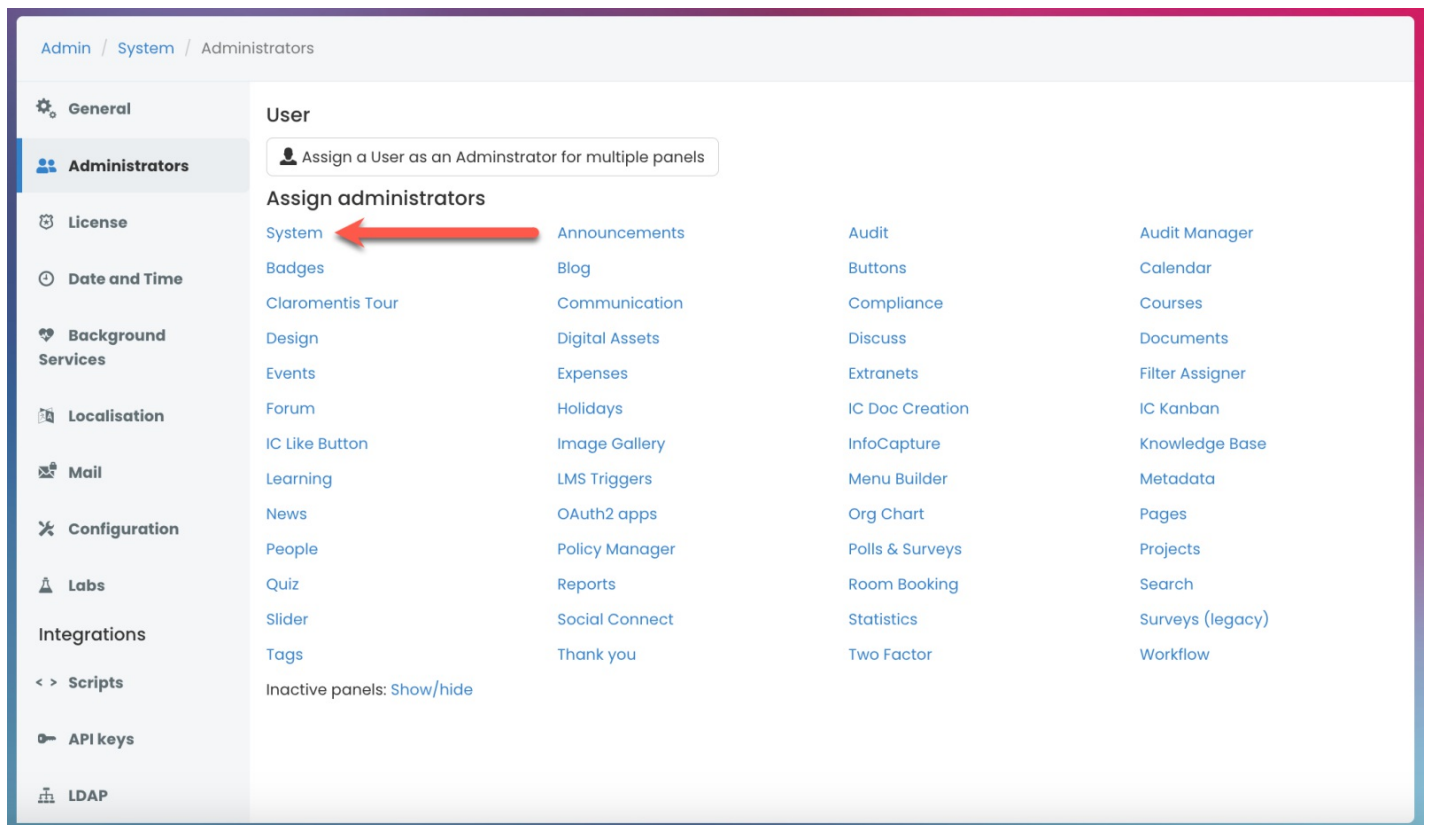 Admin / System / Administrators
General
Administrators
License
Date and Time
Background
Services
Localisation
Mail
Configuration
Labs
Integrations
< > Scripts
API keys
LDAP
User
Assign a User as an Adminstrator for multiple panels
Assign administrators
System Announcements Audit Audit Manager
Badges Blog Buttons Calendar
Claromentis Tour Communication Compliance Courses
Design Digital Assets Discuss Documents
Events Expenses Extranets Filter Assigner
Forum Holidays IC Doc Creation IC Kanban
IC Like Button Image Gallery InfoCapture Knowledge Base
Learning LMS Triggers Menu Builder Metadata
News OAuth2 apps Org Chart Pages
People Policy Manager Polls & Surveys Projects
Quiz Reports Room Booking Search
Slider Social Connect Statistics Surveys (legacy)
Tags Thank you Two Factor Workflow
Inactive panels: Show/hide